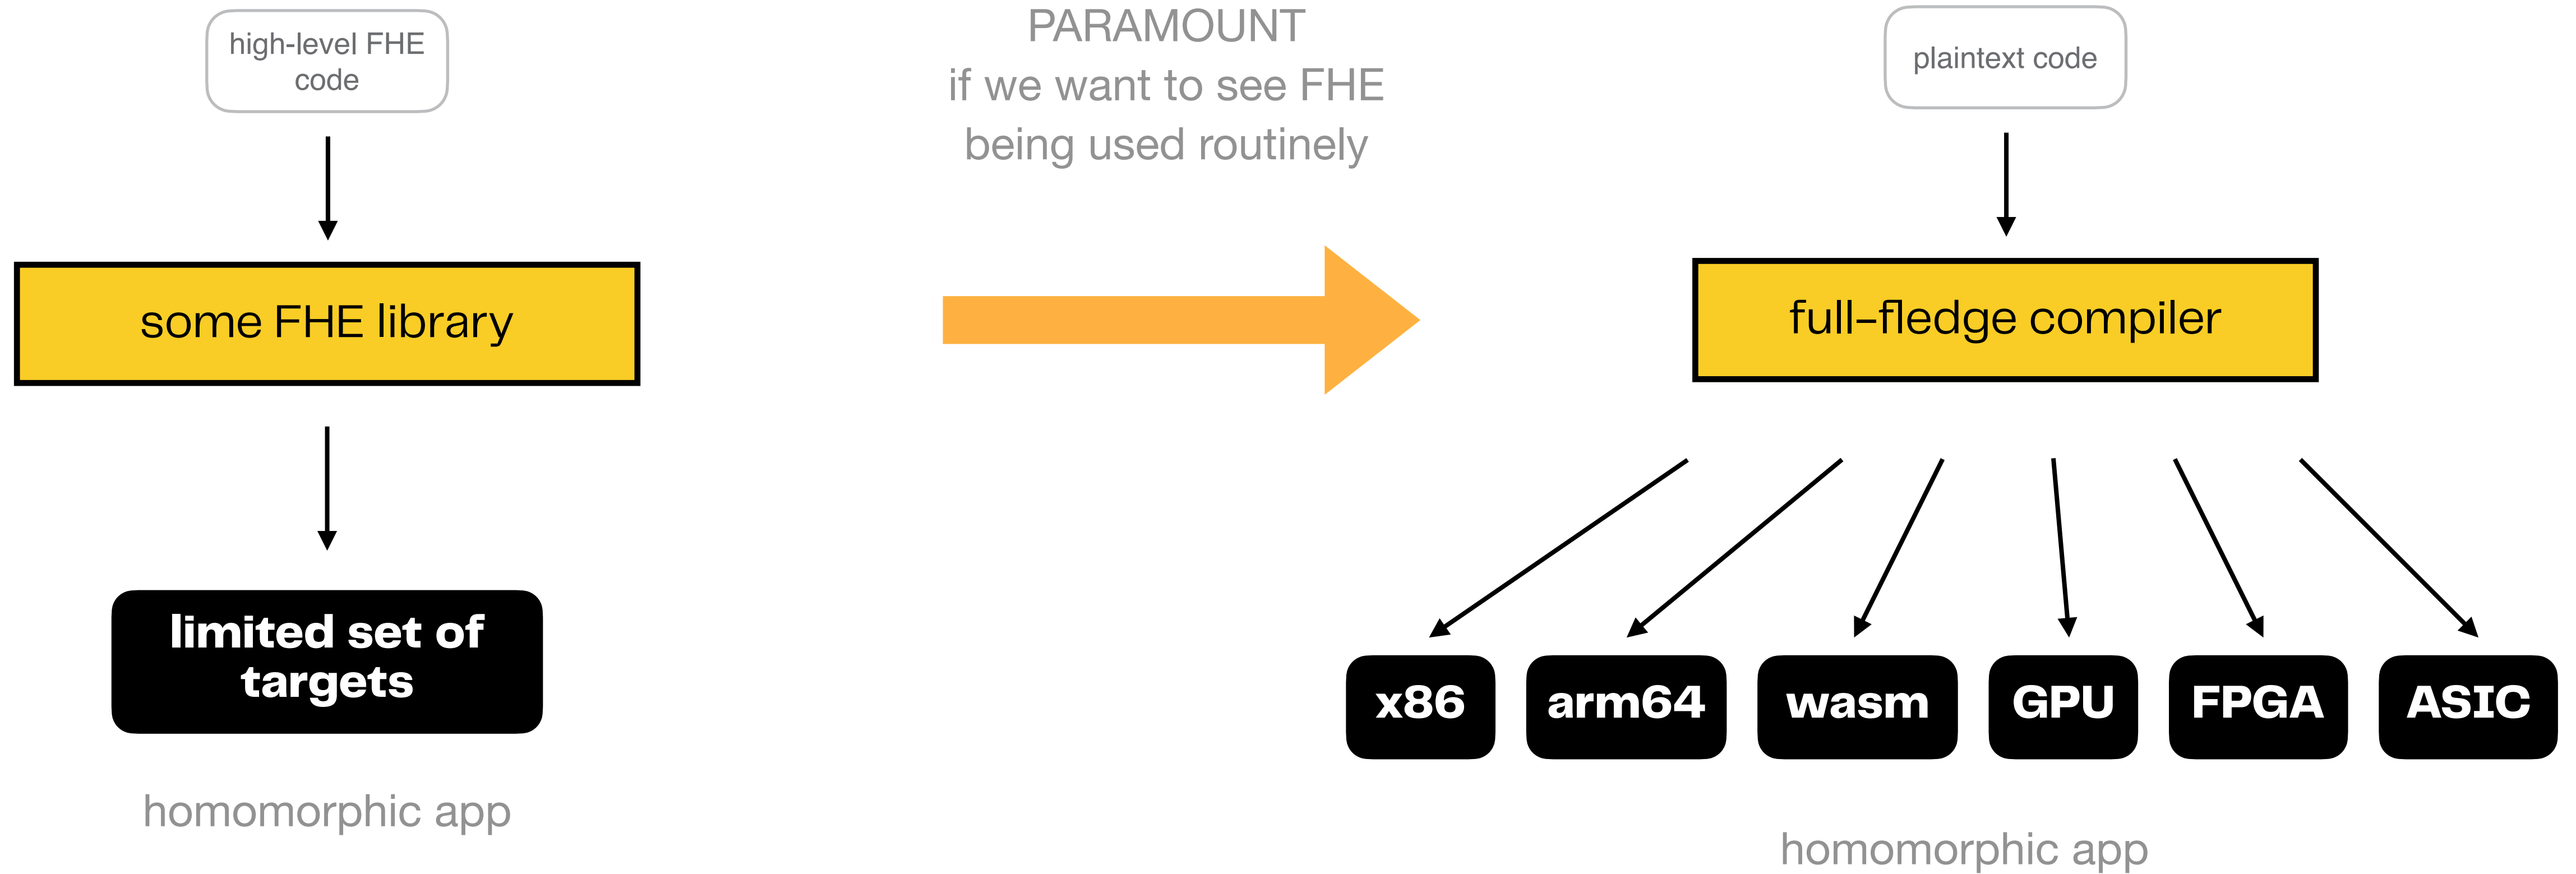 high-level FHE
code
some FHE library
limited set of
targets
homomorphic app
PARAMOUNT
if we want to see FHE
being used routinely
plaintext code
full-fledge compiler
x86
arm64
wasm
GPU
FPGA
ASIC
homomorphic app